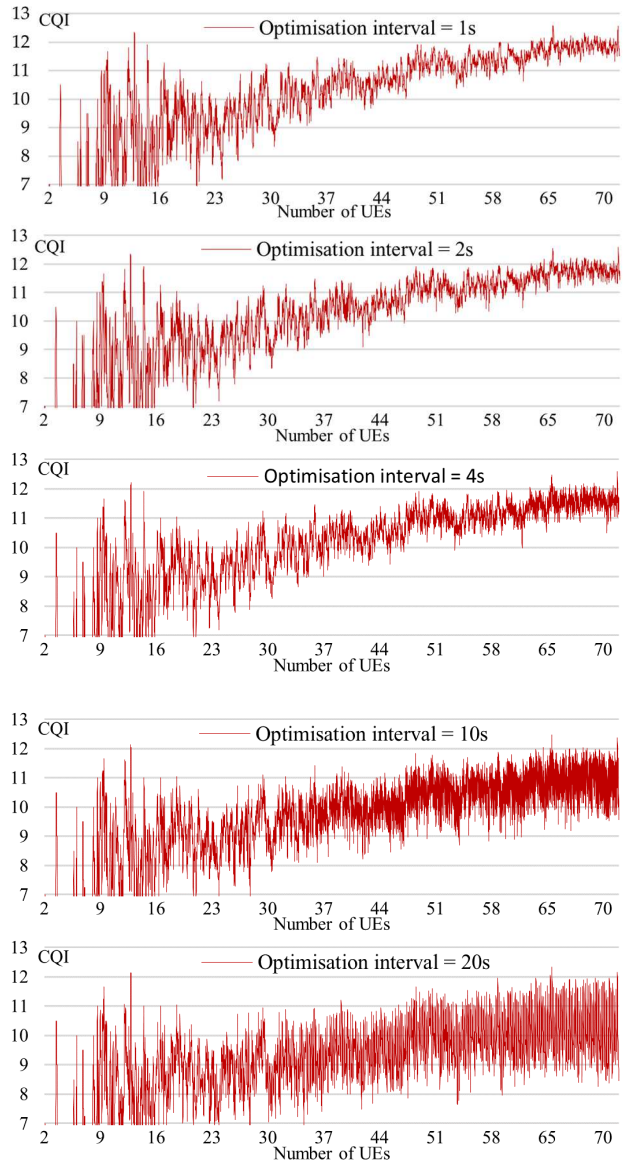 CQI
Optimisation interval = 1s
13
12
11
10
9
8
7
2 9 16 23 30 37 44 51 58 65 70
Number of UEs
CQI
Optimisation interval = 2s
13
12
11
10
9
8
7
2 9 16 23 30 37 44 51 58 65 70
Number of UEs
CQI
Optimisation interval = 4s
13
12
11
10
9
8
7
2 9 16 23 30 37 44 51 58 65 70
Number of UEs
CQI
Optimisation interval = 10s
13
12
11
10
9
8
7
2 9 16 23 30 37 44 51 58 65 70
Number of UEs
CQI
Optimisation interval = 20s
13
12
11
10
9
8
7
2 9 16 23 30 37 44 51 58 65 70
Number of UEs